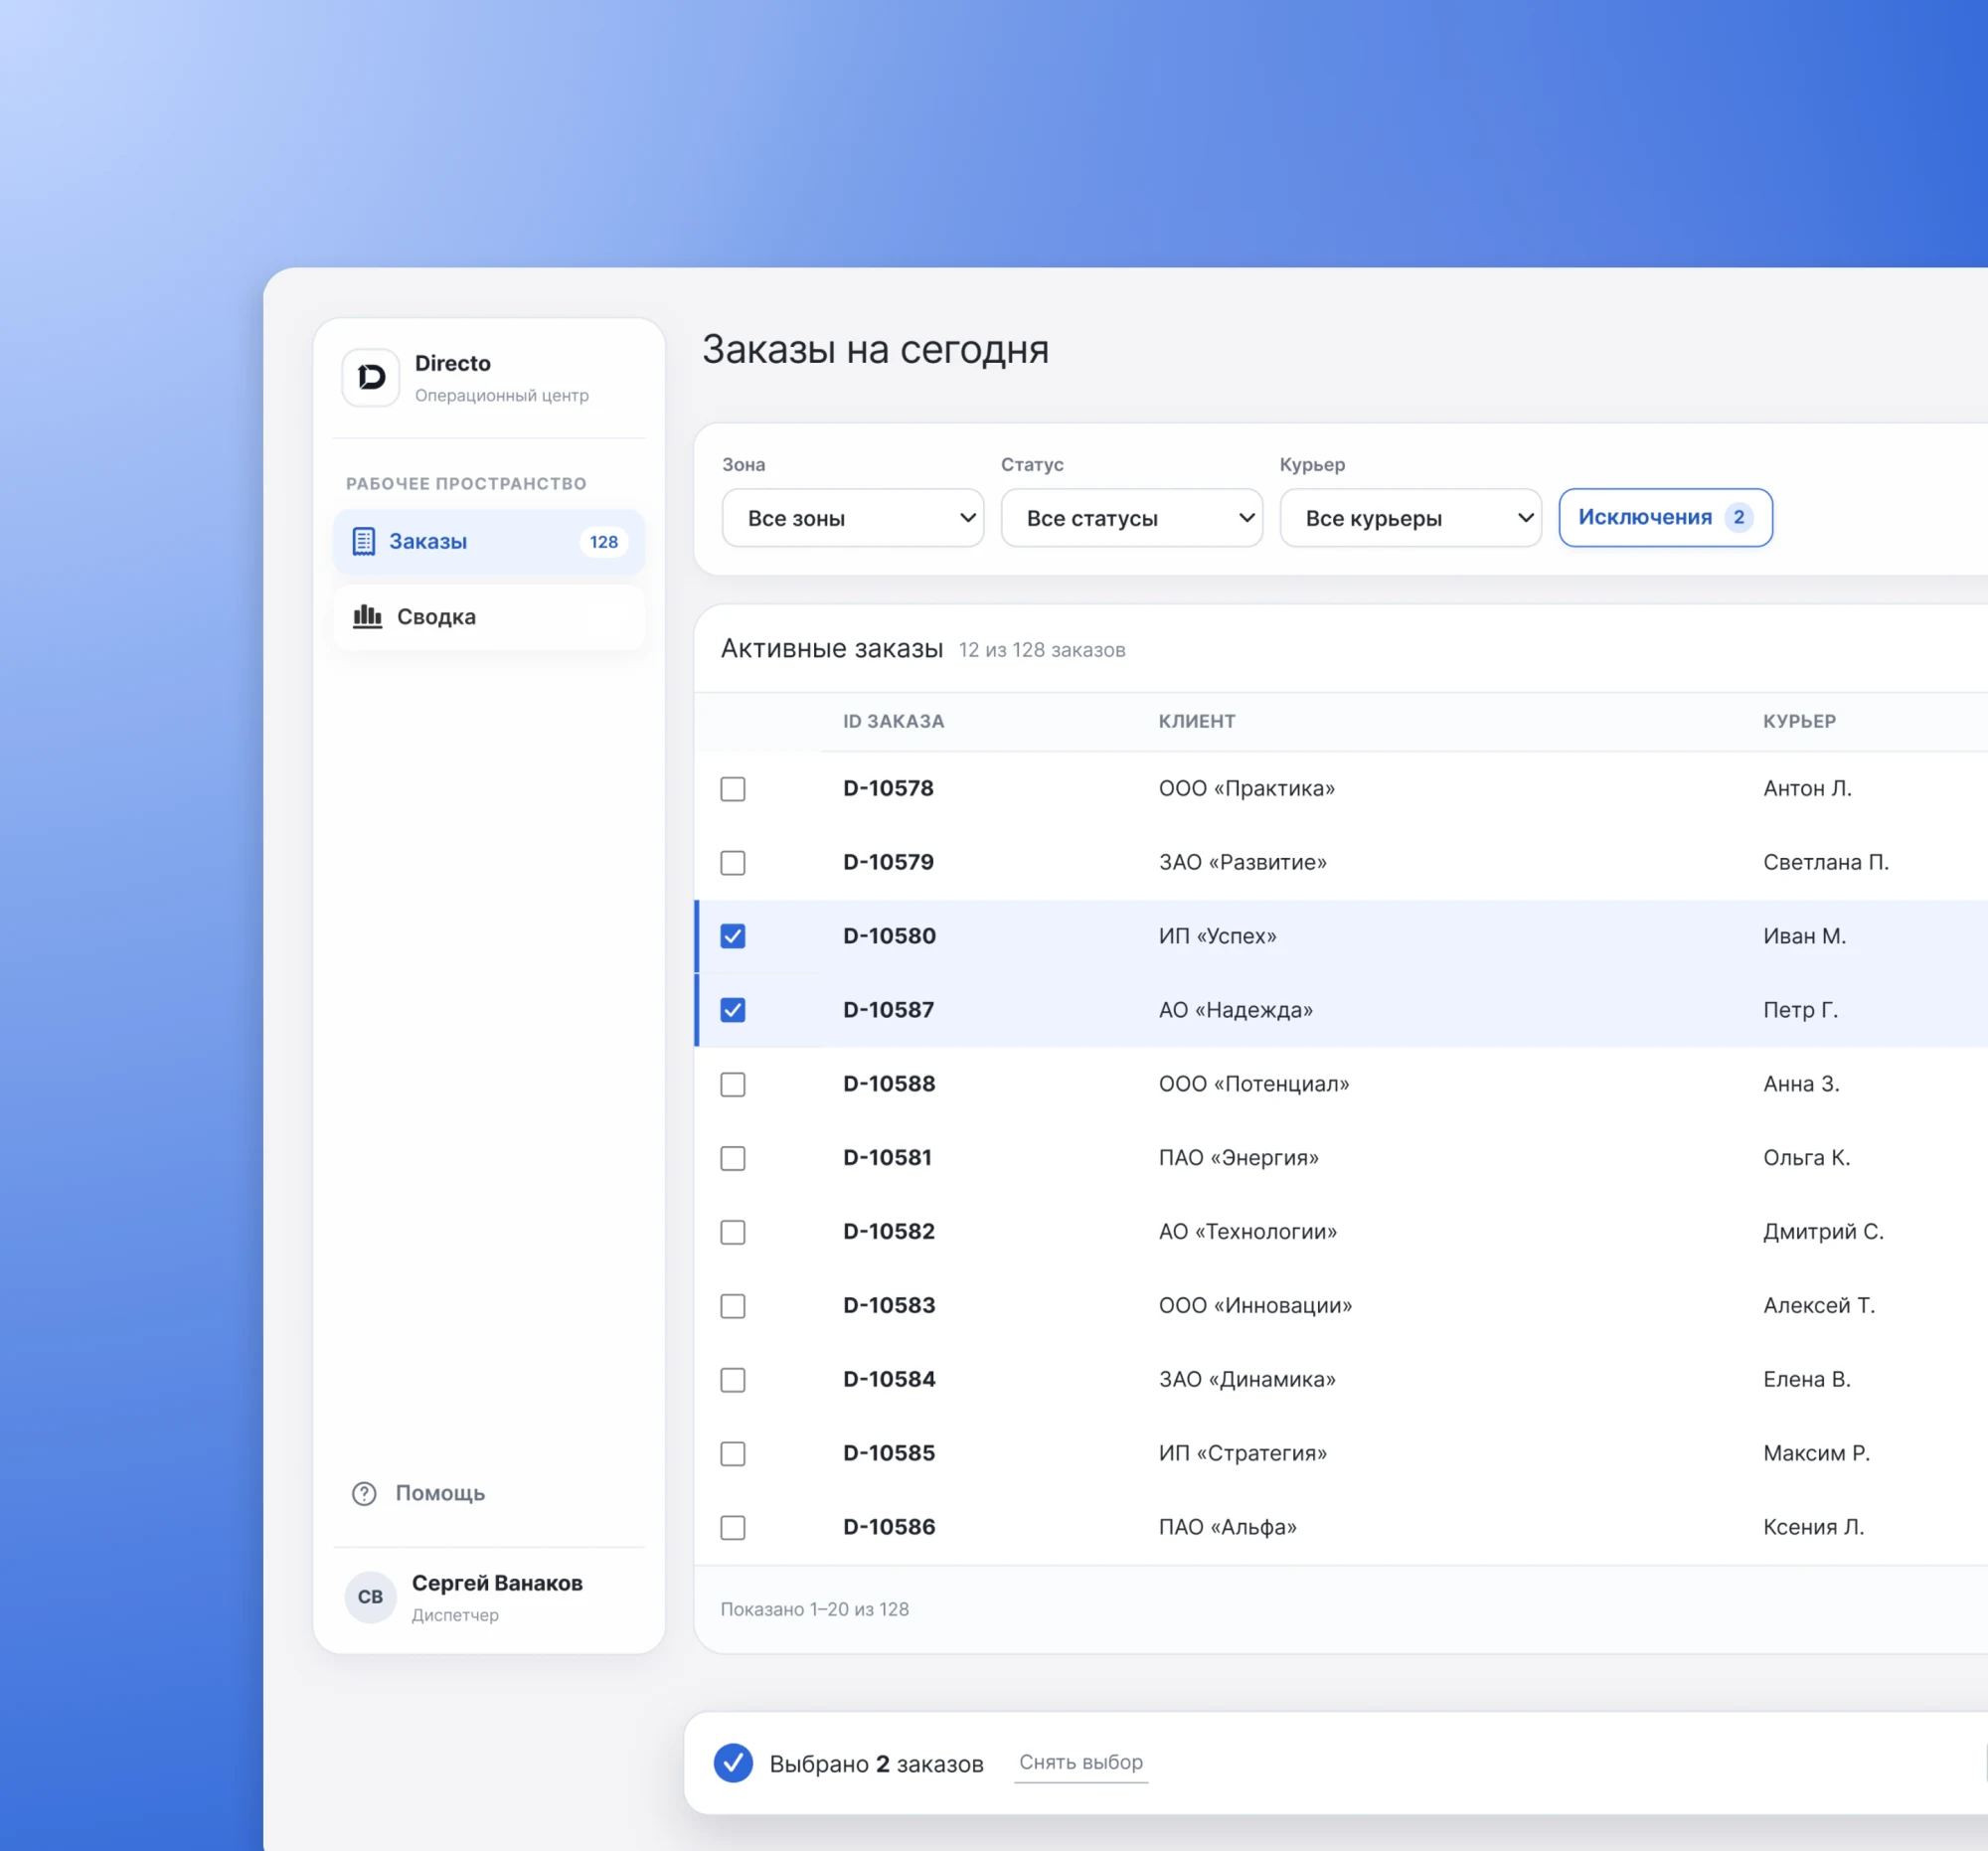 Directo
Операционный центр
РАБОЧЕЕ ПРОСТРАНСТВО
Заказы 128
Сводка
Помощь
СВ
Сергей Ванаков
Диспетчер
Заказы на сегодня
Зона Статус Курьер
Все зоны Все статусы Все курьеры Исключения 2
Активные заказы 12 из 128 заказов
ID ЗАКАЗА КЛИЕНТ КУРЬЕР
D-10578 ООО «Практика» Антон Л.
D-10579 ЗАО «Развитие» Светлана П.
D-10580 ИП «Успех» Иван М.
D-10587 АО «Надежда» Петр Г.
D-10588 ООО «Потенциал» Анна З.
D-10581 ПАО «Энергия» Ольга К.
D-10582 АО «Технологии» Дмитрий С.
D-10583 ООО «Инновации» Алексей Т.
D-10584 ЗАО «Динамика» Елена В.
D-10585 ИП «Стратегия» Максим Р.
D-10586 ПАО «Альфа» Ксения Л.
Показано 1–20 из 128
Выбрано 2 заказов Снять выбор